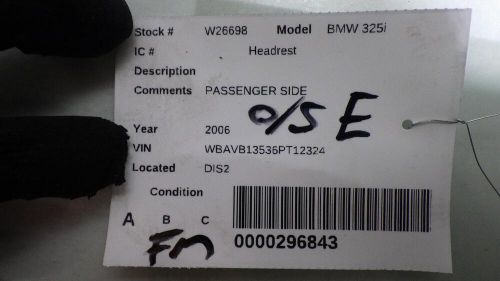 Stock # W26698 Model BMW 325i
IC # Headrest
Description
Comments PASSENGER SIDE
O/S E
Year 2006
VIN WBAVB13536PT12324
Located DIS2
Condition
A B C
Fn 0000296843